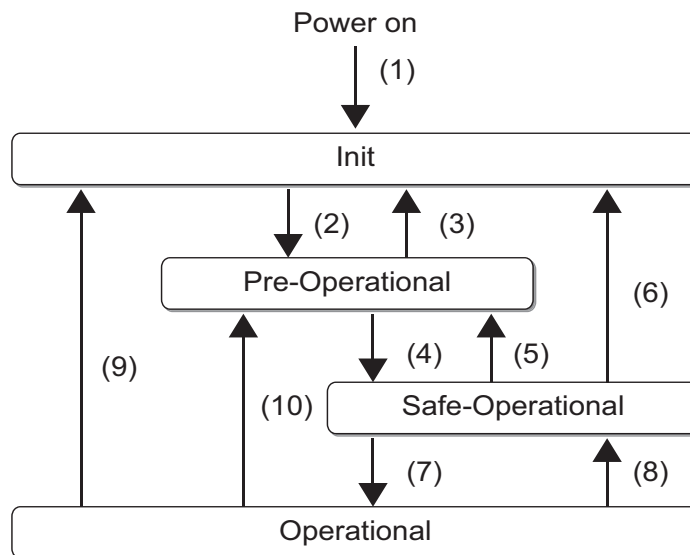 Power on
(1)
Init
(2)
(3)
Pre-Operational
(6)
(4)
(5)
(9)
(10)
Safe-Operational
(7)
(8)
Operational